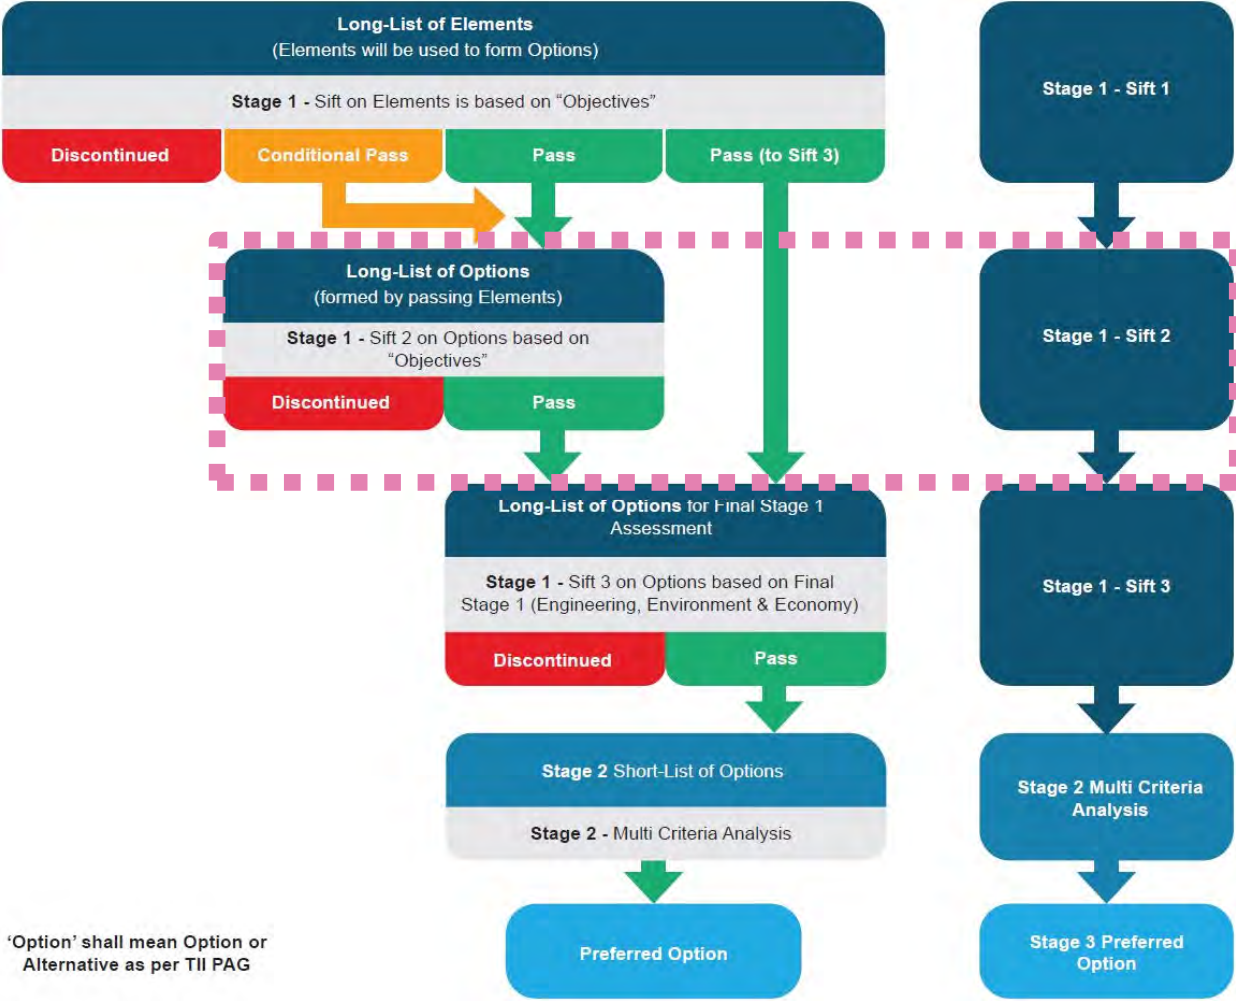 Long-List of Elements
(Elements will be used to form Options)
Stage 1 - Sift on Elements is based on “Objectives”
Discontinued
Conditional Pass
Pass
Pass (to Sift 3)
Stage 1 - Sift 1
Long-List of Options
(formed by passing Elements)
Stage 1 - Sift 2 on Options based on
“Objectives”
Discontinued
Pass
Stage 1 - Sift 2
Long-List of Options for Final Stage 1
Assessment
Stage 1 - Sift 3 on Options based on Final
Stage 1 (Engineering, Environment & Economy)
Discontinued
Pass
Stage 1 - Sift 3
Stage 2 Short-List of Options
Stage 2 - Multi Criteria Analysis
Stage 2 Multi Criteria
Analysis
Preferred Option
Stage 3 Preferred
Option
‘Option’ shall mean Option or
Alternative as per TII PAG